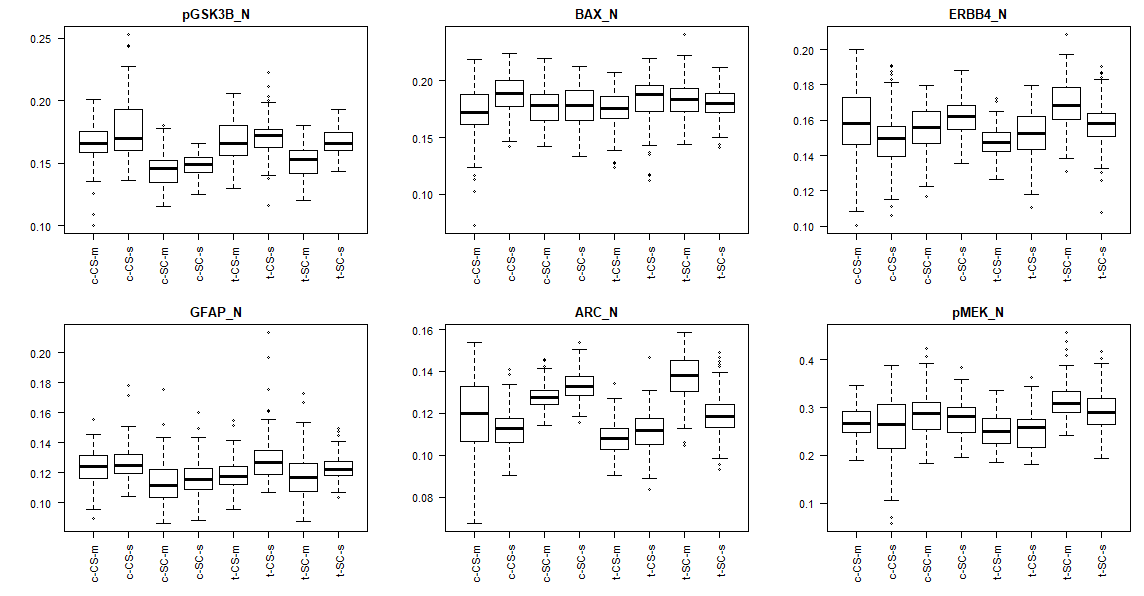 pGSK3B_N
0.25
0.20
0.15
0.10
c-CS-m
c-CS-s
c-SC-m
c-SC-s
t-CS-m
t-CS-s
t-SC-m
t-SC-s
BAX_N
0.20
0.15
0.10
c-CS-m
c-CS-s
c-SC-m
c-SC-s
t-CS-m
t-CS-s
t-SC-m
t-SC-s
ERBB4_N
0.20
0.18
0.16
0.14
0.12
0.10
c-CS-m
c-CS-s
c-SC-m
c-SC-s
t-CS-m
t-CS-s
t-SC-m
t-SC-s
GFAP_N
0.20
0.18
0.16
0.14
0.12
0.10
c-CS-m
c-CS-s
c-SC-m
c-SC-s
t-CS-m
t-CS-s
t-SC-m
t-SC-s
ARC_N
0.16
0.14
0.12
0.10
0.08
c-CS-m
c-CS-s
c-SC-m
c-SC-s
t-CS-m
t-CS-s
t-SC-m
t-SC-s
pMEK_N
0.4
0.3
0.2
0.1
c-CS-m
c-CS-s
c-SC-m
c-SC-s
t-CS-m
t-CS-s
t-SC-m
t-SC-s